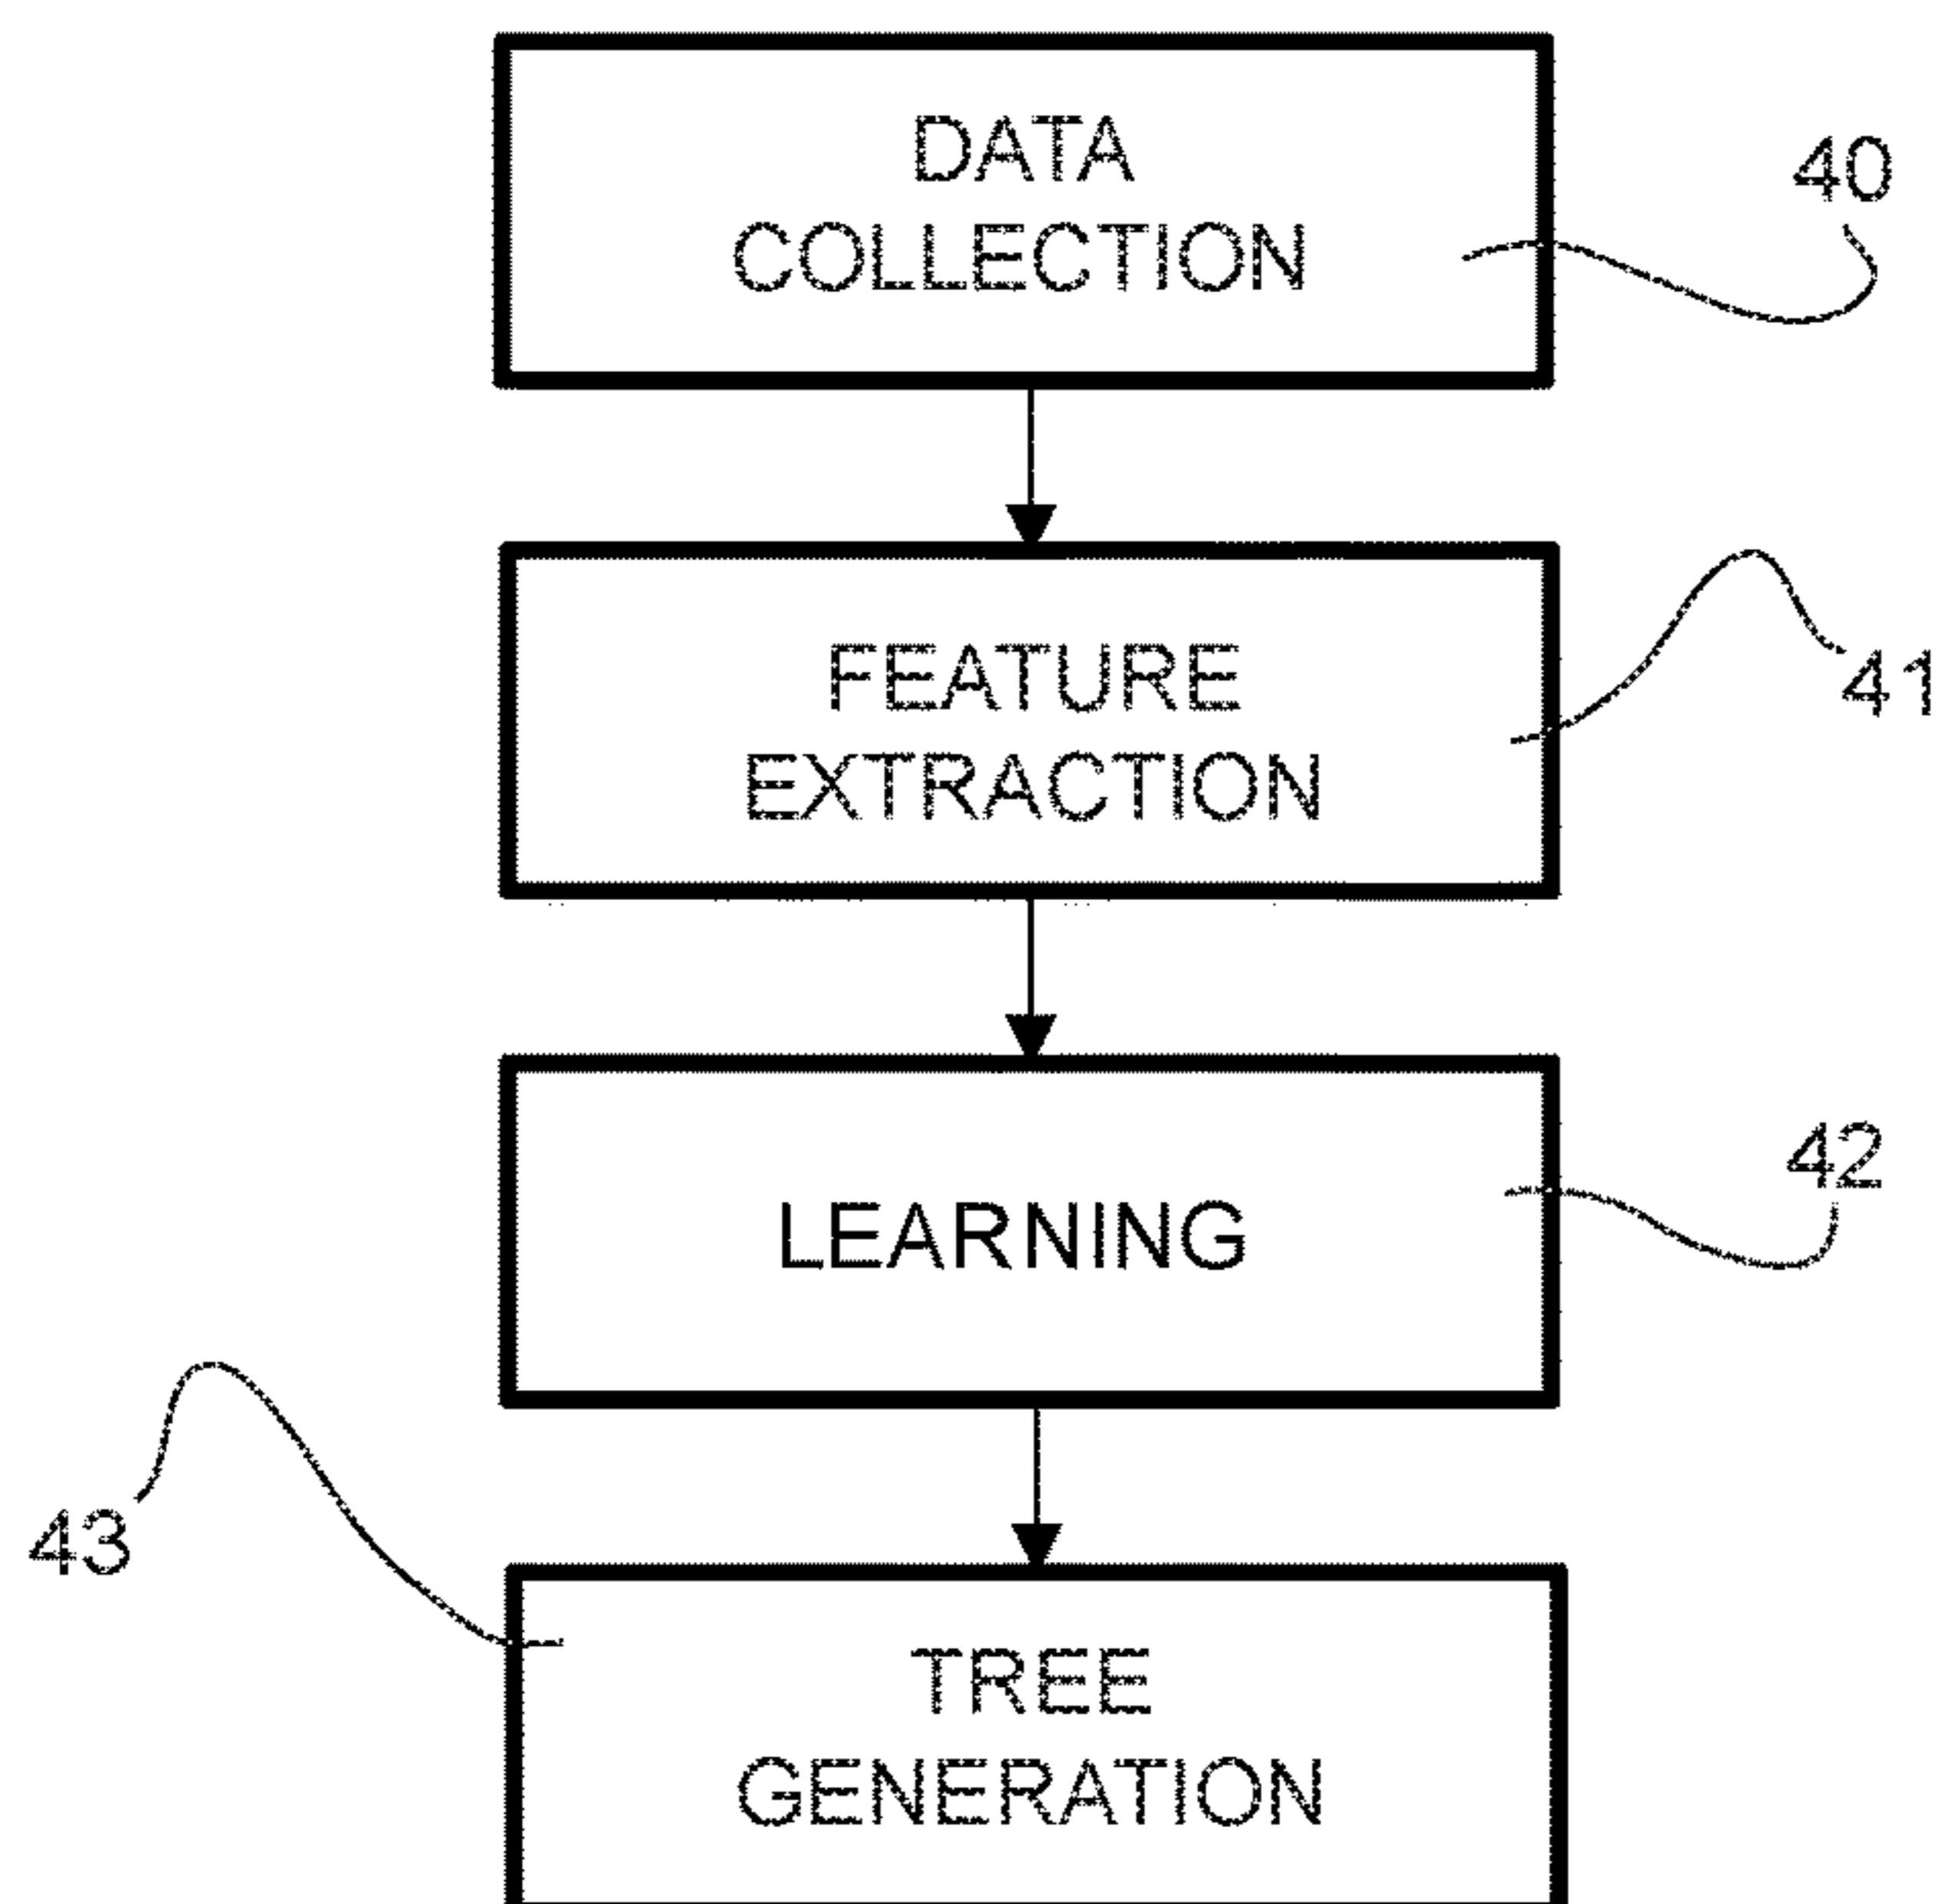 DATA
COLLECTION
40
FEATURE
EXTRACTION
41
LEARNING
42
43
TREE
GENERATION